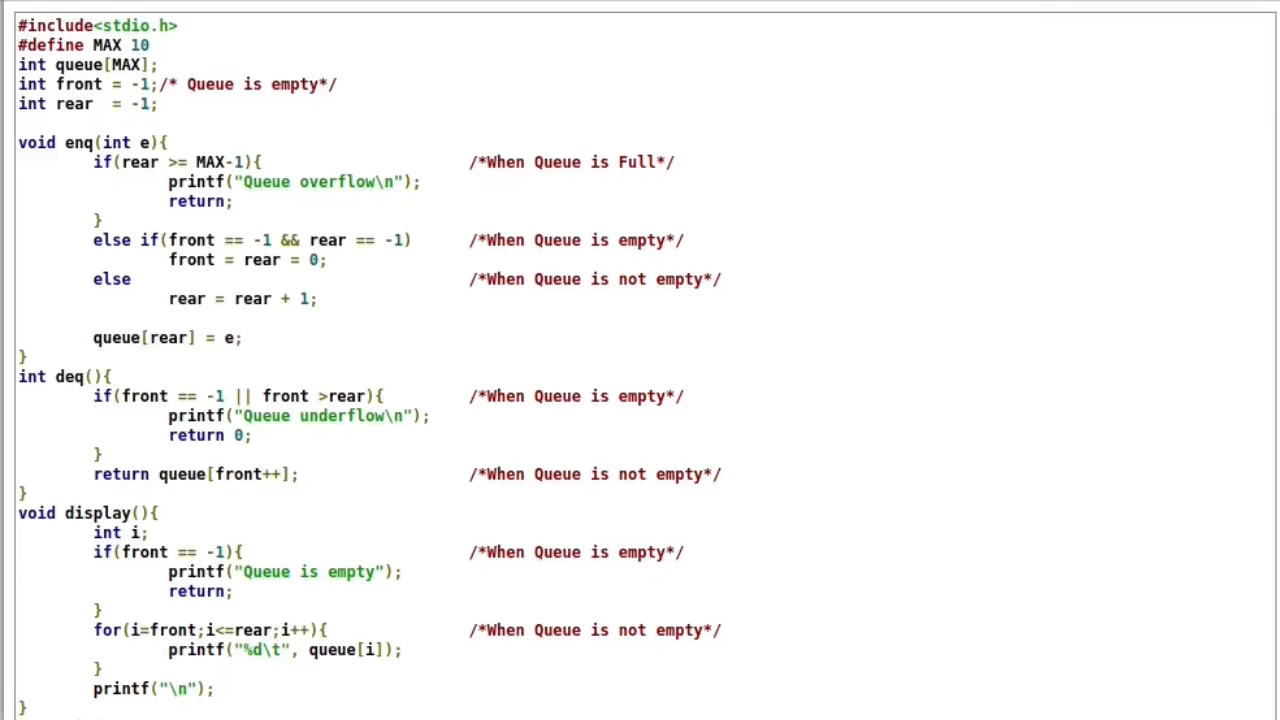 #include<stdio.h>
#define MAX 10
int queue[MAX];
int front = -1;/* Queue is empty*/
int rear  = -1;

void enq(int e){
        if(rear >= MAX-1){                      /*When Queue is Full*/
                printf("Queue overflow\n");
                return;
        }
        else if(front == -1 && rear == -1)      /*When Queue is empty*/
                front = rear = 0;
        else                                    /*When Queue is not empty*/
                rear = rear + 1;

        queue[rear] = e;
}
int deq(){
        if(front == -1 || front >rear){         /*When Queue is empty*/
                printf("Queue underflow\n");
                return 0;
        }
        return queue[front++];                  /*When Queue is not empty*/
}
void display(){
        int i;
        if(front == -1){                        /*When Queue is empty*/
                printf("Queue is empty");
                return;
        }
        for(i=front;i<=rear;i++){               /*When Queue is not empty*/
                printf("%d\t", queue[i]);
        }
        printf("\n");
}